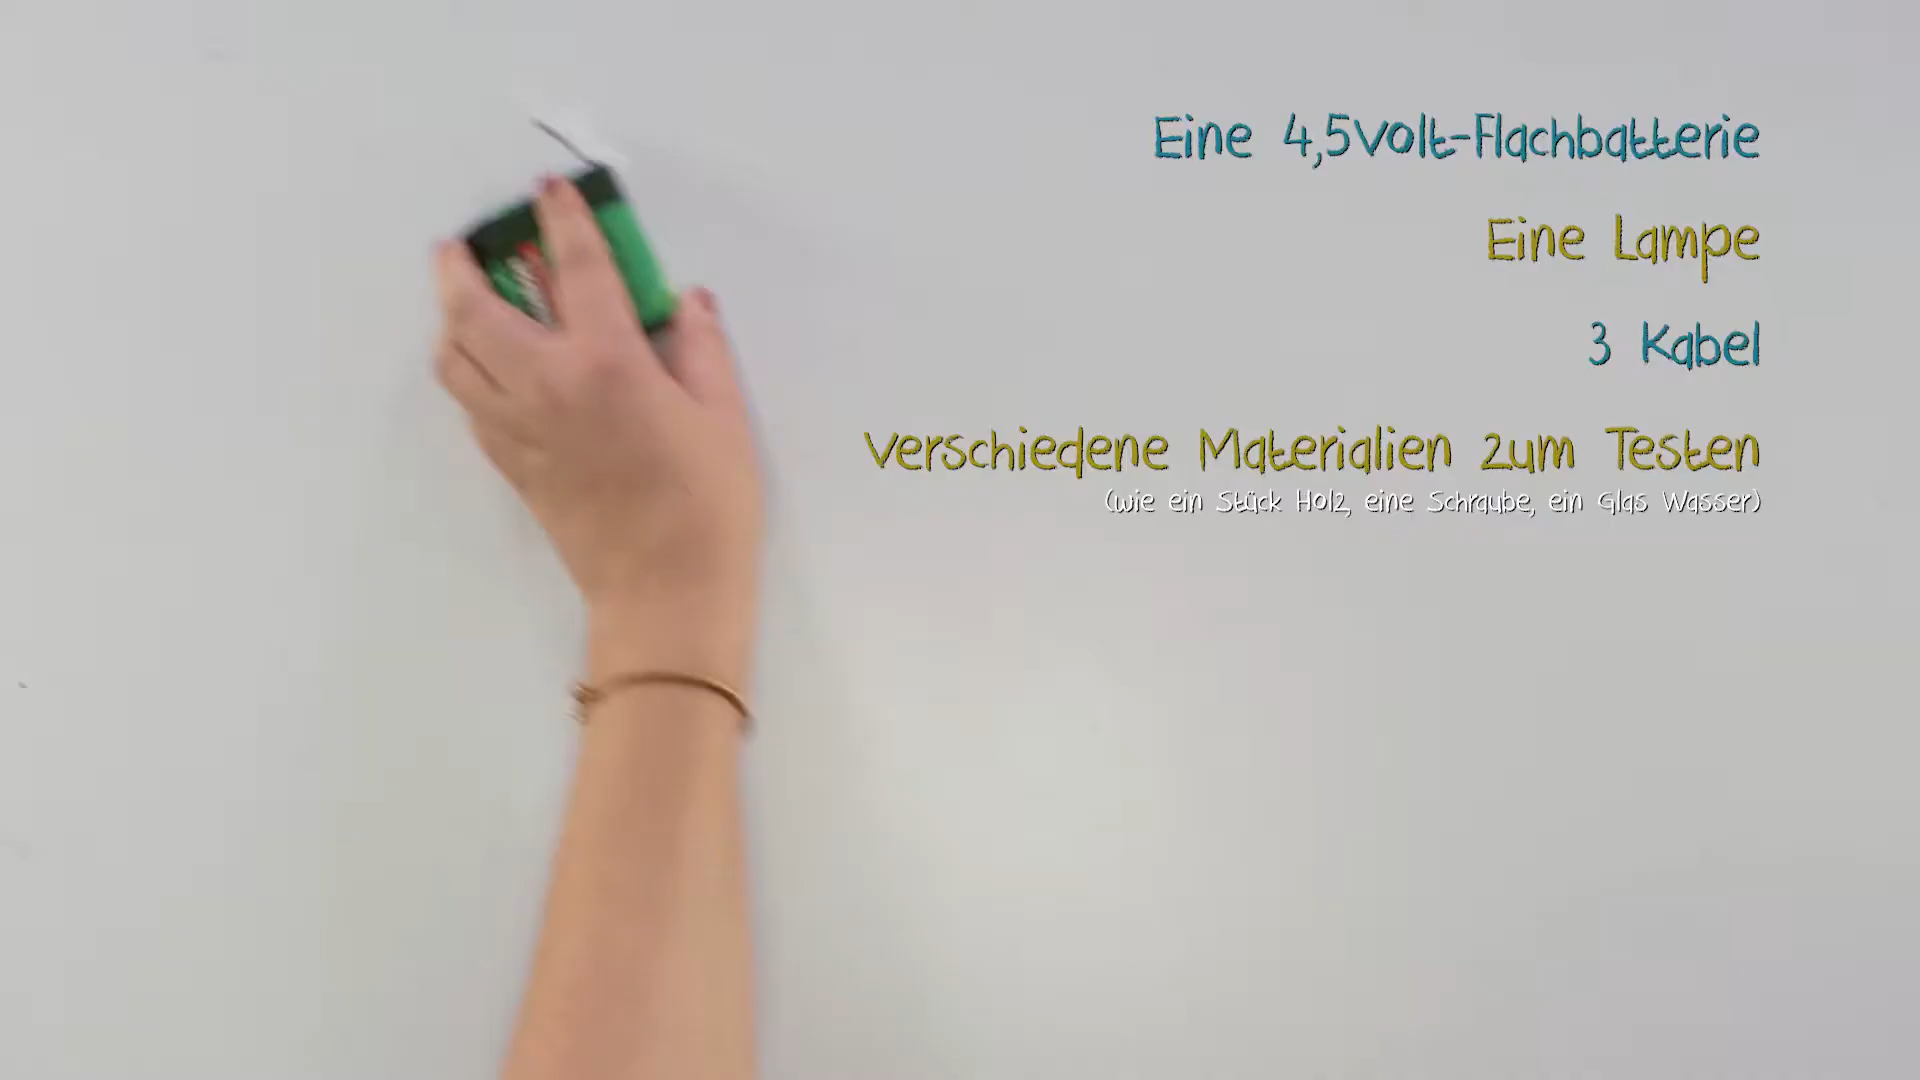 Eine 4,5Volt-Flachbatterie
Eine Lampe
3 Kabel
Verschiedene Materialien zum Testen
(wie ein Stück Holz, eine Schraube, ein Glas Wasser)